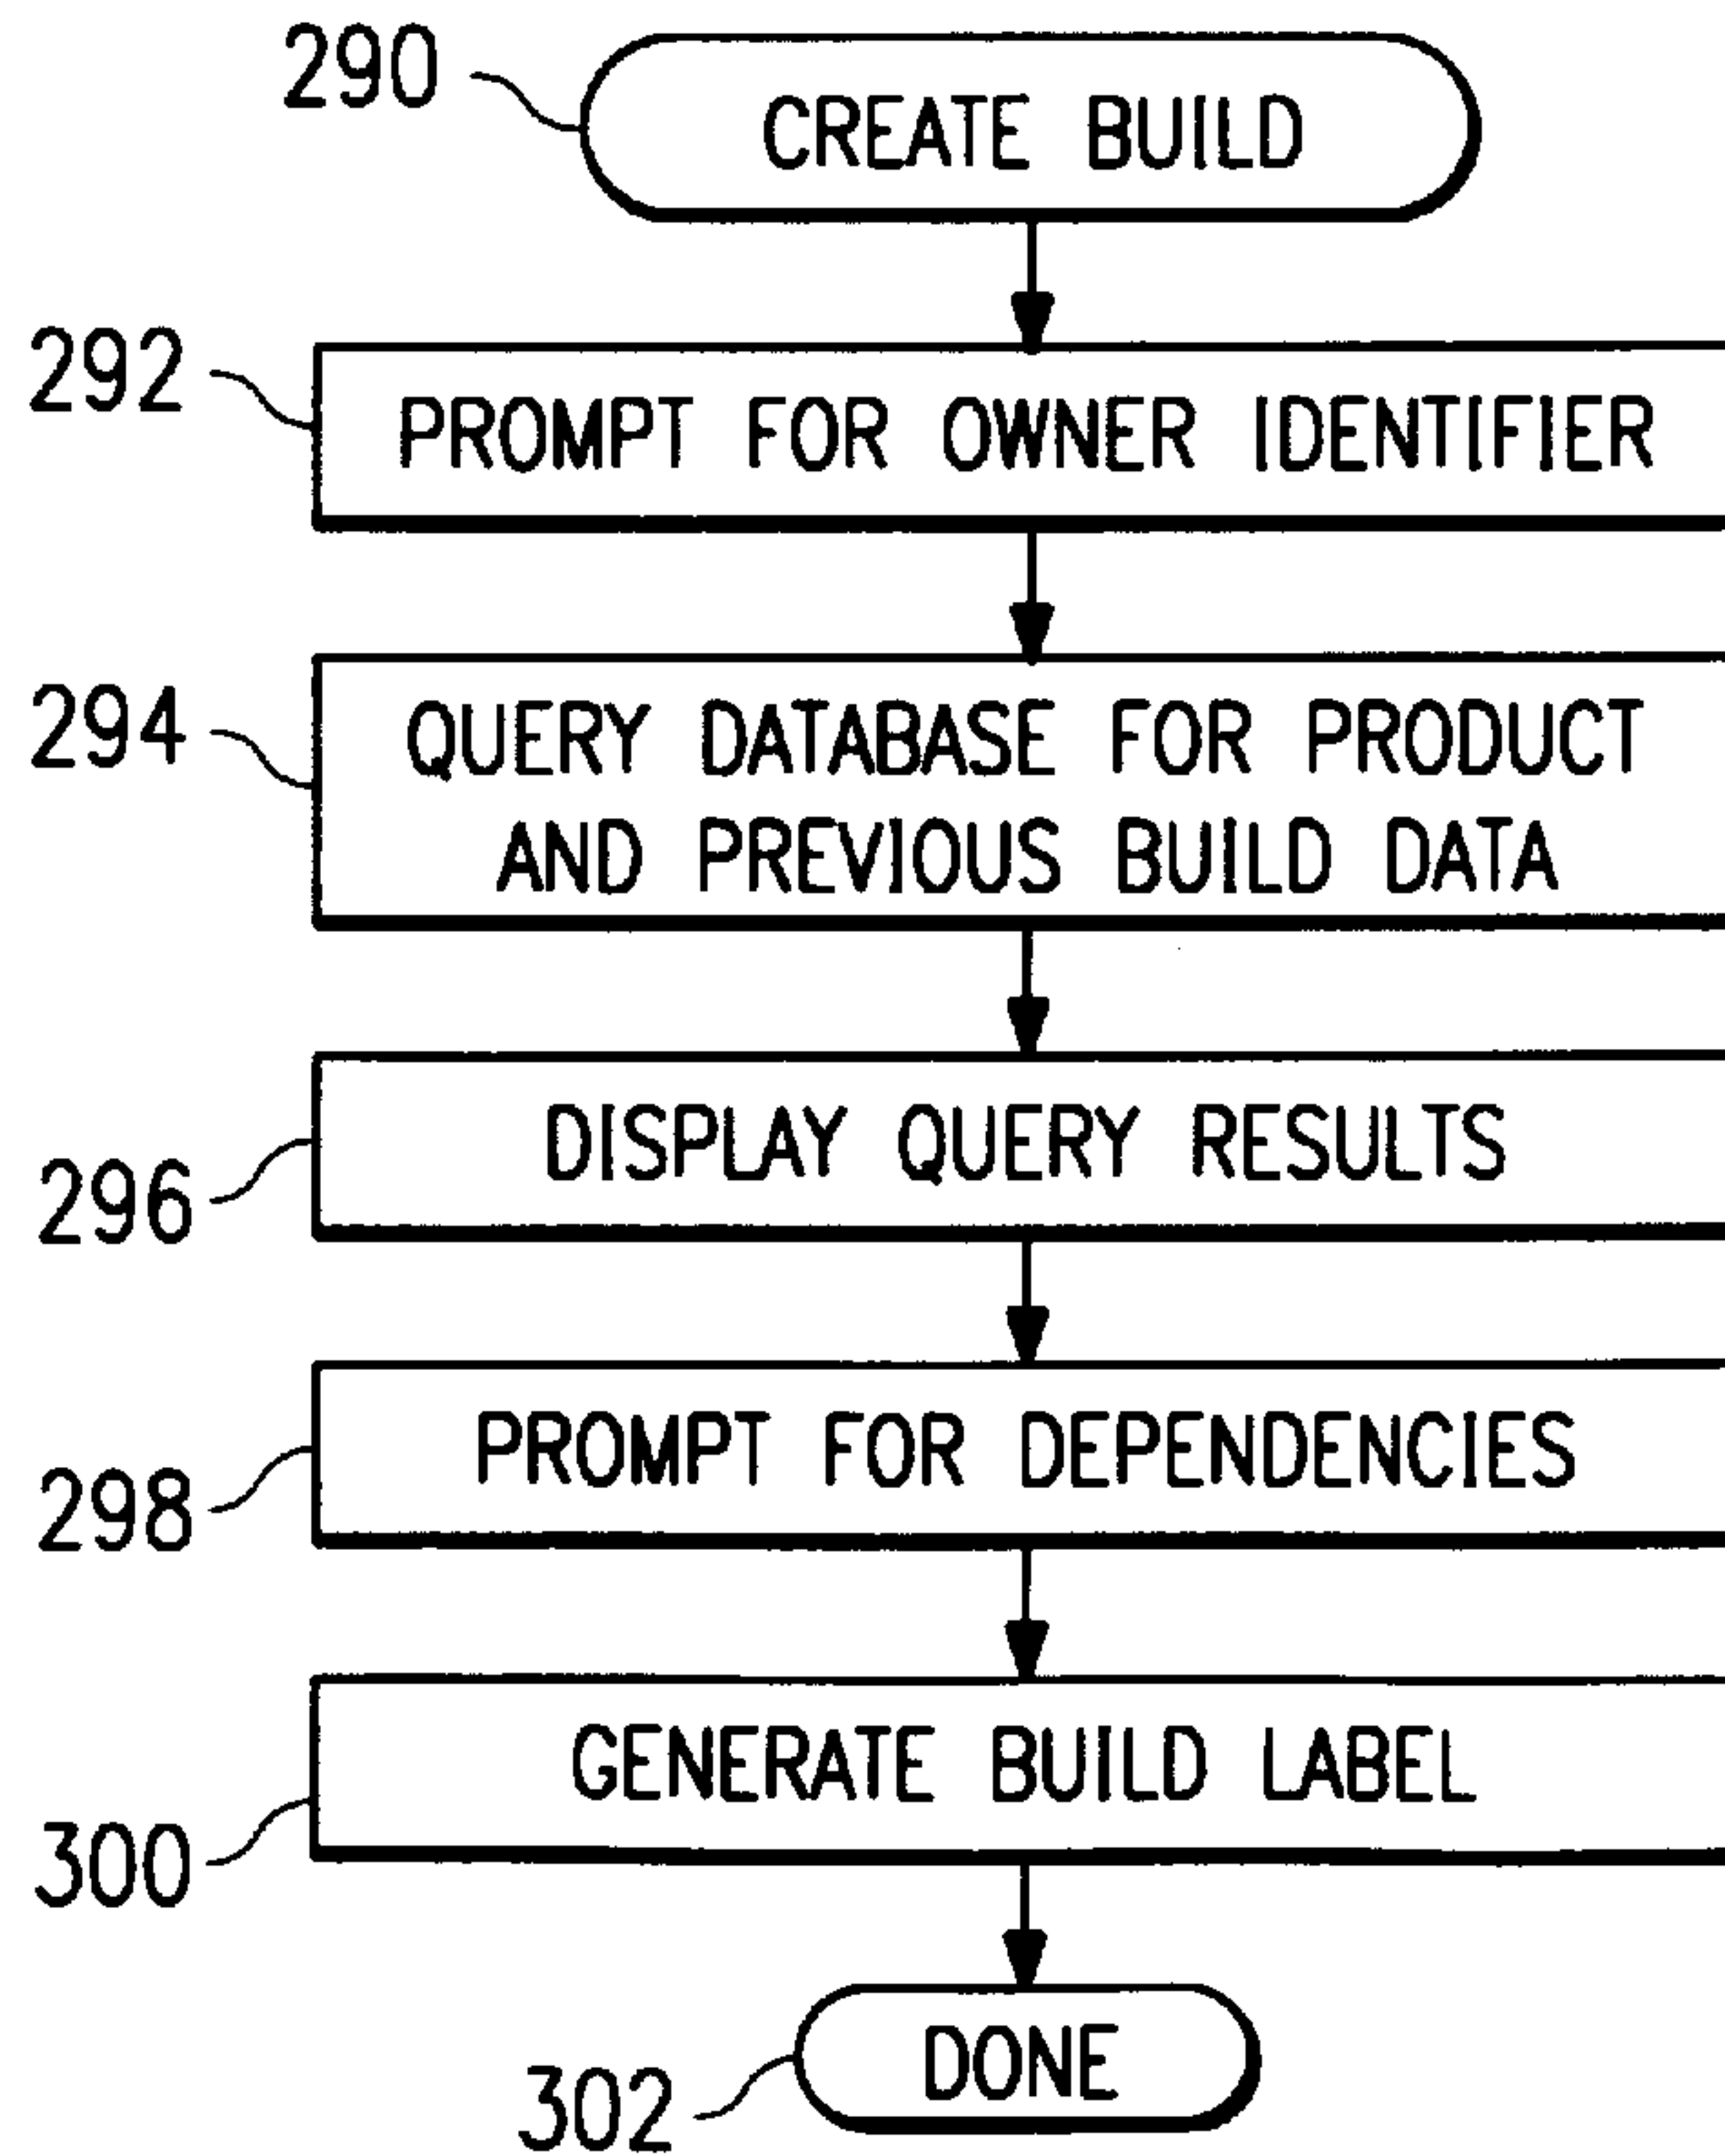 290
CREATE BUILD
292
PROMPT FOR OWNER IDENTIFIER
294
QUERY DATABASE FOR PRODUCT
AND PREVIOUS BUILD DATA
296
DISPLAY QUERY RESULTS
298
PROMPT FOR DEPENDENCIES
300
GENERATE BUILD LABEL
302
DONE